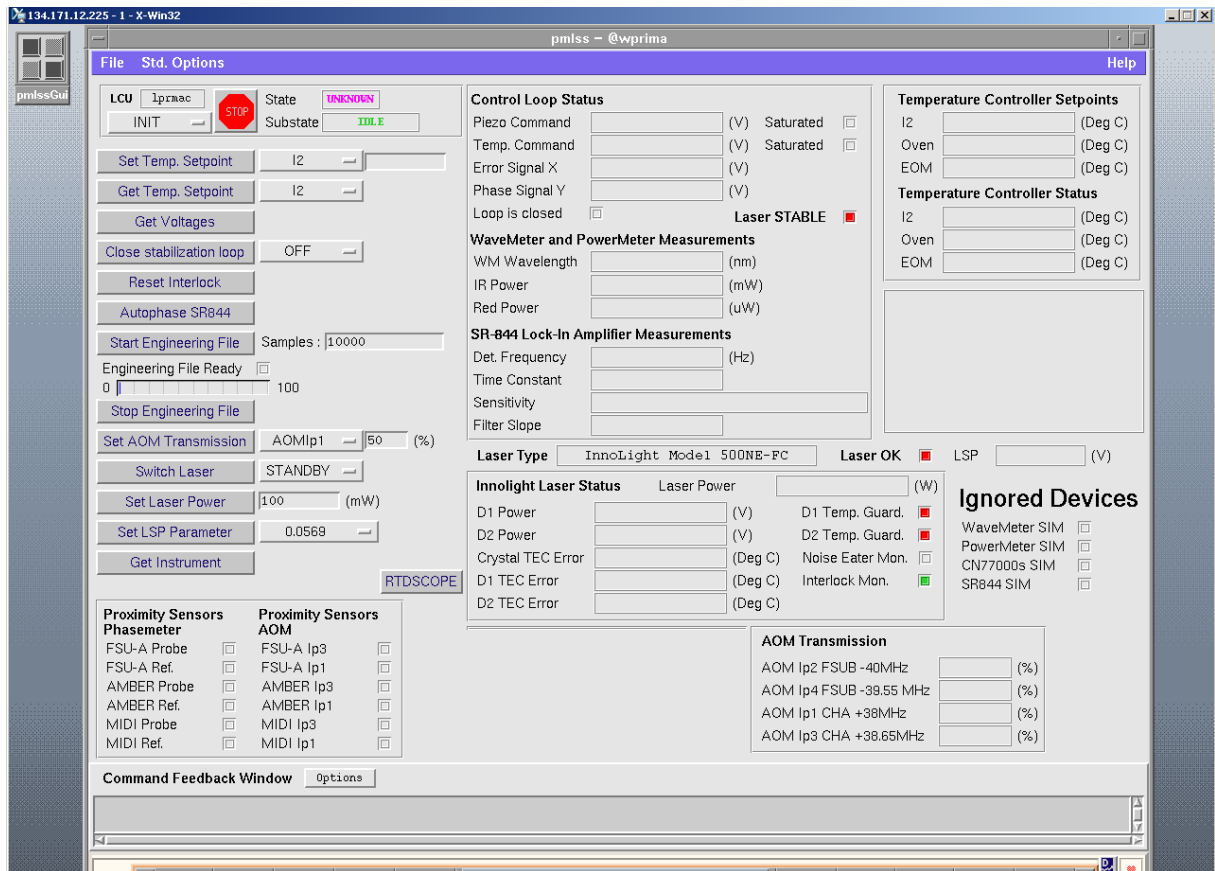 134.171.12.225 - 1 - X-Win32
pmlssGui
pmlss - @wprima
File Std. Options Help
LCU lprmac STOP State UNKNOWN
INIT Substate IDLE
Set Temp. Setpoint I2
Get Temp. Setpoint I2
Get Voltages
Close stabilization loop OFF
Reset Interlock
Autophase SR844
Start Engineering File Samples : 10000
Engineering File Ready
0 100
Stop Engineering File
Set AOM Transmission AOMIp1 50 (%)
Switch Laser STANDBY
Set Laser Power 100 (mW)
Set LSP Parameter 0.0569
Get Instrument
RTDSCOPE
Proximity Sensors Phasemeter
FSU-A Probe
FSU-A Ref.
AMBER Probe
AMBER Ref.
MIDI Probe
MIDI Ref.
Proximity Sensors AOM
FSU-A Ip3
FSU-A Ip1
AMBER Ip3
AMBER Ip1
MIDI Ip3
MIDI Ip1
Control Loop Status
Piezo Command (V) Saturated
Temp. Command (V) Saturated
Error Signal X (V)
Phase Signal Y (V)
Loop is closed Laser STABLE
WaveMeter and PowerMeter Measurements
WM Wavelength (nm)
IR Power (mW)
Red Power (uW)
SR-844 Lock-In Amplifier Measurements
Det. Frequency (Hz)
Time Constant
Sensitivity
Filter Slope
Temperature Controller Setpoints
I2 (Deg C)
Oven (Deg C)
EOM (Deg C)
Temperature Controller Status
I2 (Deg C)
Oven (Deg C)
EOM (Deg C)
Laser Type InnoLight Model 500NE-FC Laser OK LSP (V)
Innolight Laser Status Laser Power (W)
D1 Power (V) D1 Temp. Guard.
D2 Power (V) D2 Temp. Guard.
Crystal TEC Error (Deg C) Noise Eater Mon.
D1 TEC Error (Deg C) Interlock Mon.
D2 TEC Error (Deg C)
Ignored Devices
WaveMeter SIM
PowerMeter SIM
CN77000s SIM
SR844 SIM
AOM Transmission
AOM Ip2 FSUB -40MHz (%)
AOM Ip4 FSUB -39.55 MHz (%)
AOM Ip1 CHA +38MHz (%)
AOM Ip3 CHA +38.65MHz (%)
Command Feedback Window Options